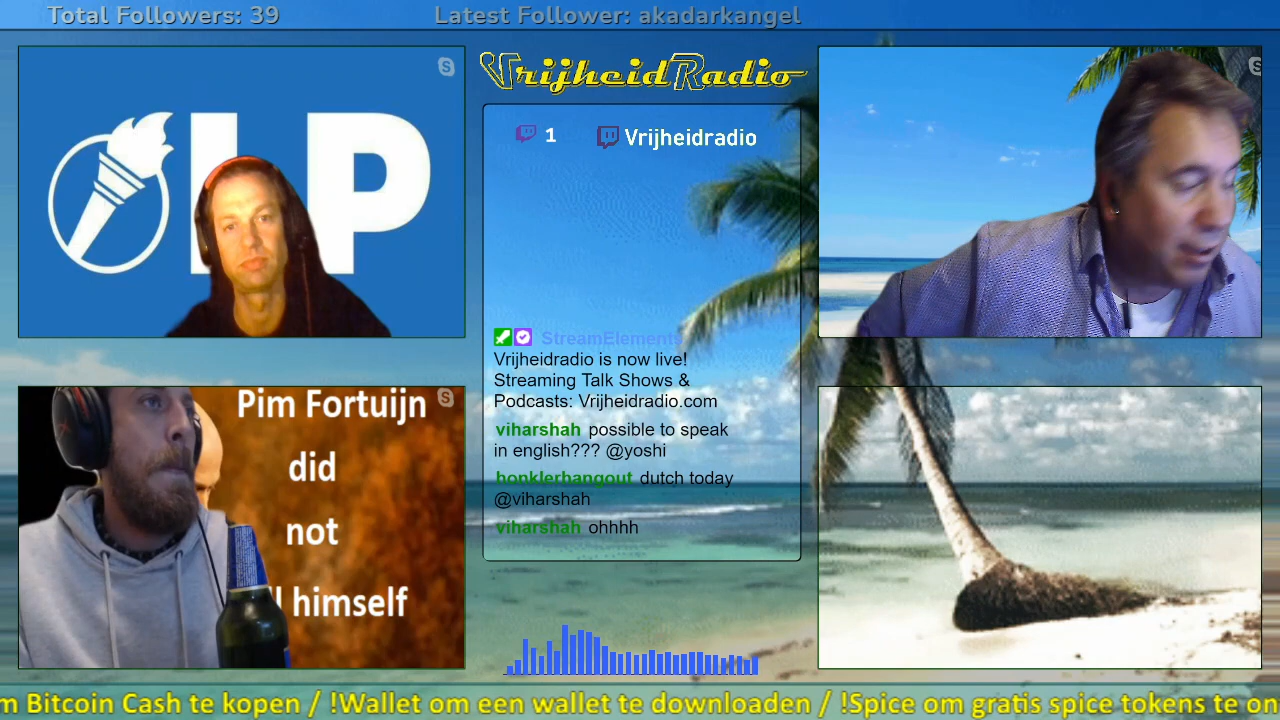 Total Followers: 39
Latest Follower: akadarkangel
LP
VrijheidRadio
1
Vrijheidradio
StreamElements
Vrijheidradio is now live!
Streaming Talk Shows &
Podcasts: Vrijheidradio.com
viharshah possible to speak
in english??? @yoshi
honklerhangout dutch today
@viharshah
viharshah ohhhh
Pim Fortuijn
did
not
himself
m Bitcoin Cash te kopen / !Wallet om een wallet te downloaden / !Spice om gratis spice tokens te on